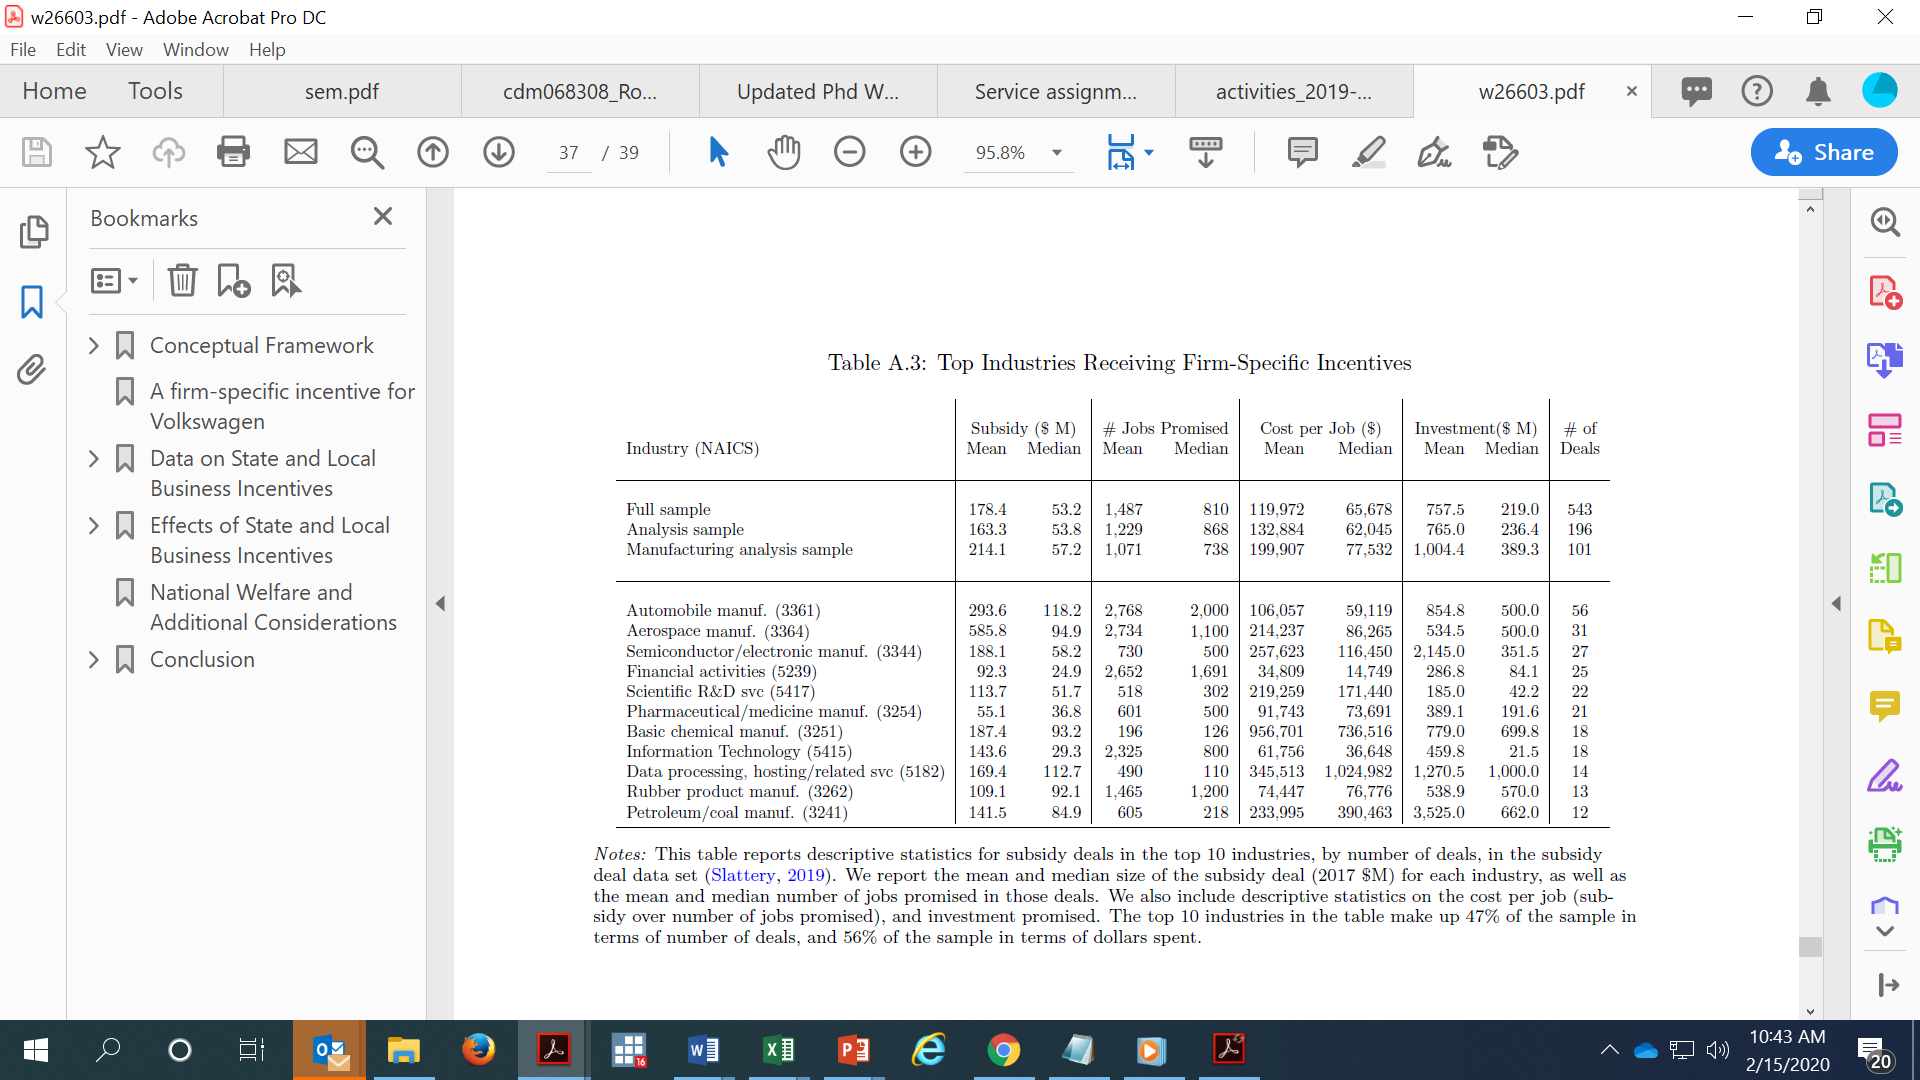 w26603.pdf - Adobe Acrobat Pro DC
File Edit View Window Help
Home Tools sem.pdf cdm068308_Ro... Updated Phd W... Service assignm... activities_2019-... w26603.pdf ×
37 / 39 95.8% Share
Bookmarks
Conceptual Framework
A firm-specific incentive for
Volkswagen
Data on State and Local
Business Incentives
Effects of State and Local
Business Incentives
National Welfare and
Additional Considerations
Conclusion
Table A.3: Top Industries Receiving Firm-Specific Incentives
Subsidy ($ M) # Jobs Promised Cost per Job ($) Investment($ M) # of
Industry (NAICS) Mean Median Mean Median Mean Median Mean Median Deals
Full sample 178.4 53.2 1,487 810 119,972 65,678 757.5 219.0 543
Analysis sample 163.3 53.8 1,229 868 132,884 62,045 765.0 236.4 196
Manufacturing analysis sample 214.1 57.2 1,071 738 199,907 77,532 1,004.4 389.3 101
Automobile manuf. (3361) 293.6 118.2 2,768 2,000 106,057 59,119 854.8 500.0 56
Aerospace manuf. (3364) 585.8 94.9 2,734 1,100 214,237 86,265 534.5 500.0 31
Semiconductor/electronic manuf. (3344) 188.1 58.2 730 500 257,623 116,450 2,145.0 351.5 27
Financial activities (5239) 92.3 24.9 2,652 1,691 34,809 14,749 286.8 84.1 25
Scientific R&D svc (5417) 113.7 51.7 518 302 219,259 171,440 185.0 42.2 22
Pharmaceutical/medicine manuf. (3254) 55.1 36.8 601 500 91,743 73,691 389.1 191.6 21
Basic chemical manuf. (3251) 187.4 93.2 196 126 956,701 736,516 779.0 699.8 18
Information Technology (5415) 143.6 29.3 2,325 800 61,756 36,648 459.8 21.5 18
Data processing, hosting/related svc (5182) 169.4 112.7 490 110 345,513 1,024,982 1,270.5 1,000.0 14
Rubber product manuf. (3262) 109.1 92.1 1,465 1,200 74,447 76,776 538.9 570.0 13
Petroleum/coal manuf. (3241) 141.5 84.9 605 218 233,995 390,463 3,525.0 662.0 12
Notes: This table reports descriptive statistics for subsidy deals in the top 10 industries, by number of deals, in the subsidy
deal data set (Slattery, 2019). We report the mean and median size of the subsidy deal (2017 $M) for each industry, as well as
the mean and median number of jobs promised in those deals. We also include descriptive statistics on the cost per job (sub-
sidy over number of jobs promised), and investment promised. The top 10 industries in the table make up 47% of the sample in
terms of number of deals, and 56% of the sample in terms of dollars spent.
10:43 AM
2/15/2020
20
16